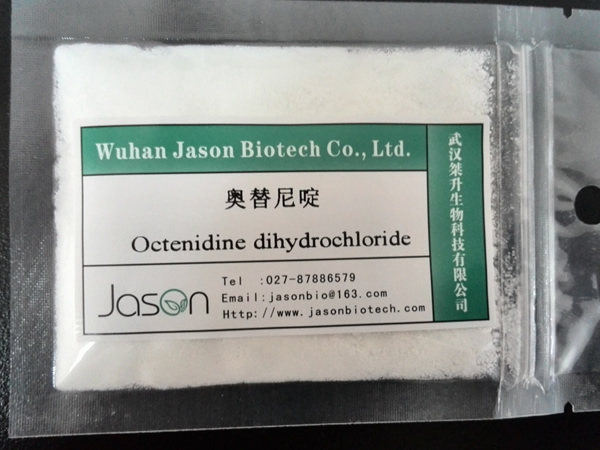 Wuhan Jason Biotech Co., Ltd.
奥替尼啶
Octenidine dihydrochloride
Jason
Tel :027-87886579
Email:jasonbio@163.com
Http://www.jasonbiotech.com
武汉桀升生物科技有限公司